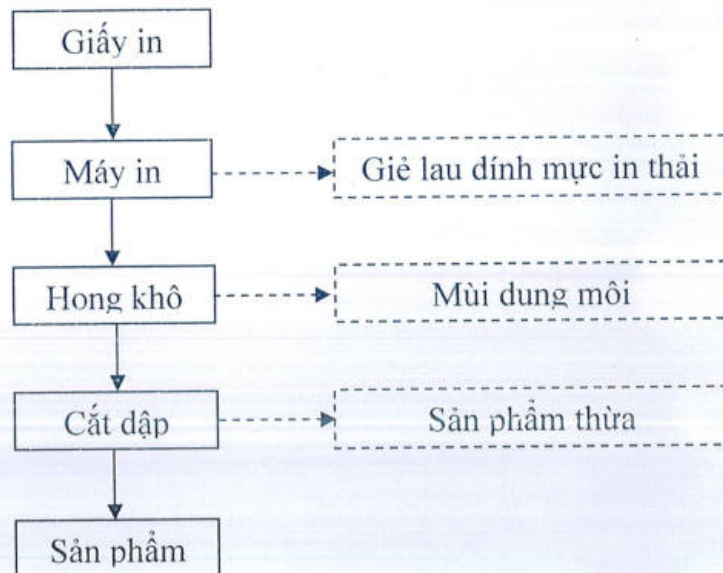 Giấy in
Máy in
Giẻ lau dính mực in thải
Hong khô
Mùi dung môi
Cắt dập
Sản phẩm thừa
Sản phẩm